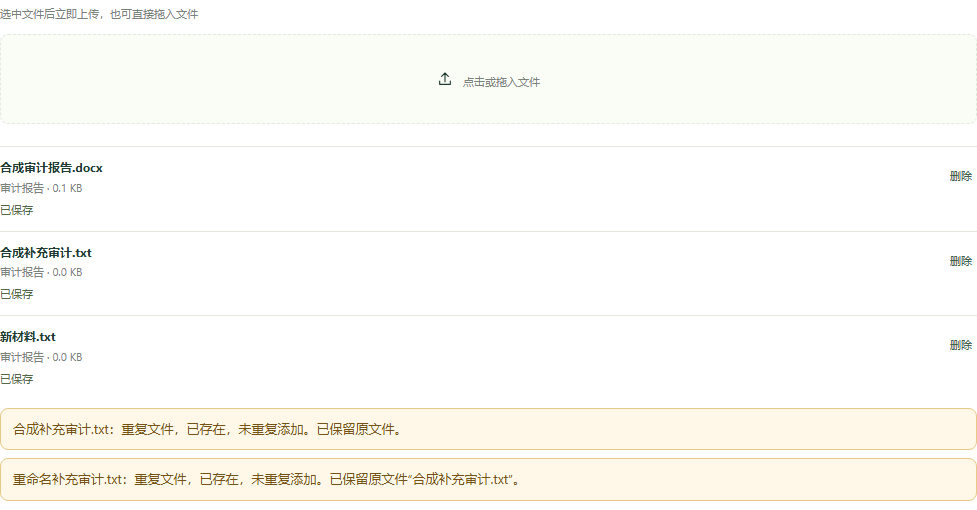 选中文件后立即上传，也可直接拖入文件
点击或拖入文件
合成审计报告.docx
删除
审计报告 · 0.1 KB
已保存
合成补充审计.txt
删除
审计报告 · 0.0 KB
已保存
新材料.txt
删除
审计报告 · 0.0 KB
已保存
合成补充审计.txt：重复文件，已存在，未重复添加。已保留原文件。
重命名补充审计.txt：重复文件，已存在，未重复添加。已保留原文件“合成补充审计.txt”。